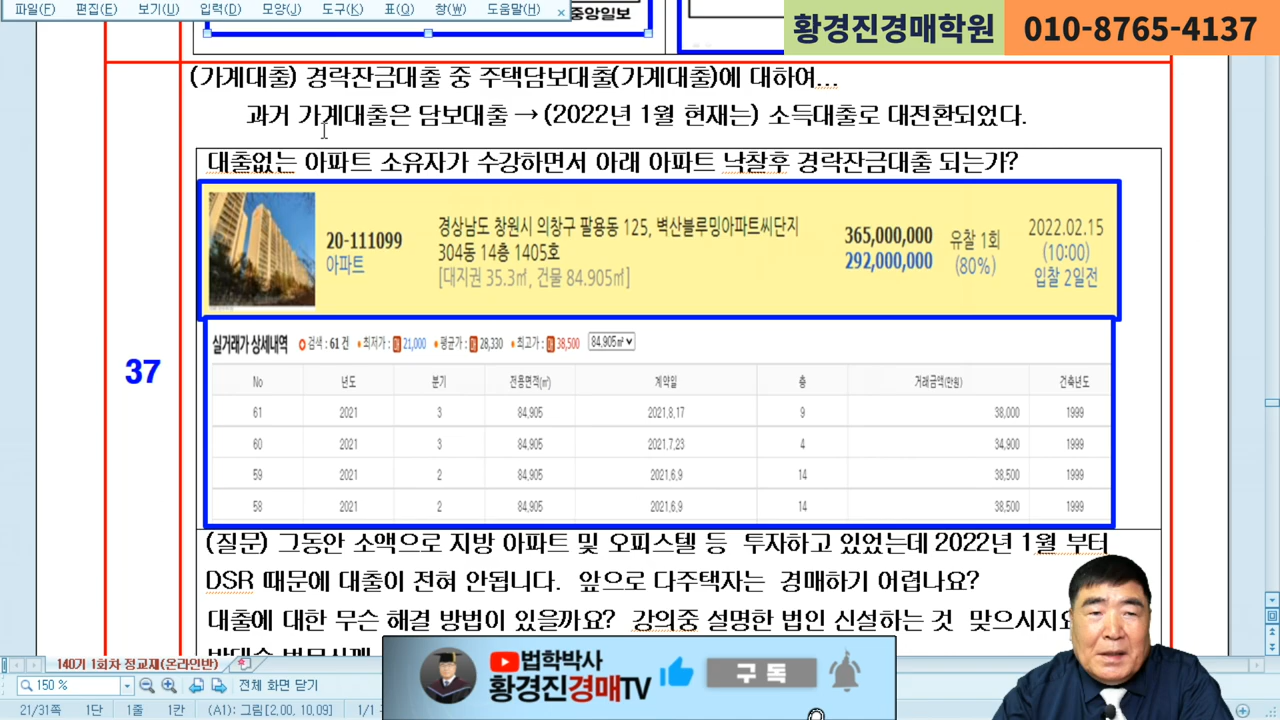 파일(F) 편집(E) 보기(U) 입력(D) 모양(J) 도구(K) 표(Q) 창(W) 도움말(H)
중앙일보
황경진경매학원 010-8765-4137
(가계대출) 경락잔금대출 중 주택담보대출(가계대출)에 대하여...
과거 가계대출은 담보대출 → (2022년 1월 현재는) 소득대출로 대전환되었다.
대출없는 아파트 소유자가 수강하면서 아래 아파트 낙찰후 경락잔금대출 되는가?
20-111099
아파트
경상남도 창원시 의창구 팔용동 125, 벽산블루밍아파트씨단지
304동 14층 1405호
[대지권 35.3㎡, 건물 84.905㎡]
365,000,000
292,000,000
유찰 1회
(80%)
2022.02.15
(10:00)
입찰 2일전
37
실거래가 상세내역 검색 : 61 건 최저가 : 21,000 평균가 : 28,330 최고가 : 38,500 84,905㎡
No 년도 분기 전용면적(㎡) 계약일 층 거래금액(만원) 건축년도
61 2021 3 84,905 2021,8,17 9 38,000 1999
60 2021 3 84,905 2021,7,23 4 34,900 1999
59 2021 2 84,905 2021,6,9 14 38,500 1999
58 2021 2 84,905 2021,6,9 14 38,500 1999
(질문) 그동안 소액으로 지방 아파트 및 오피스텔 등 투자하고 있었는데 2022년 1월 부터
DSR 때문에 대출이 전혀 안됩니다. 앞으로 다주택자는 경매하기 어렵나요?
대출에 대한 무슨 해결 방법이 있을까요? 강의중 설명한 법인 신설하는 것 맞으시지요
법학박사
황경진경매TV
구독
140기 1회차 정교재(온라인반)
150 % 전체 화면 닫기
21/31쪽 1단 1줄 1칸 (A1): 그림[2,00, 10,09] 1/1